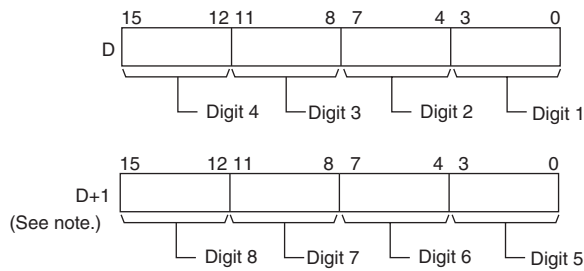 15 12 11 8 7 4 3 0
D
Digit 4 Digit 3 Digit 2 Digit 1
15 12 11 8 7 4 3 0
D+1
(See note.)
Digit 8 Digit 7 Digit 6 Digit 5